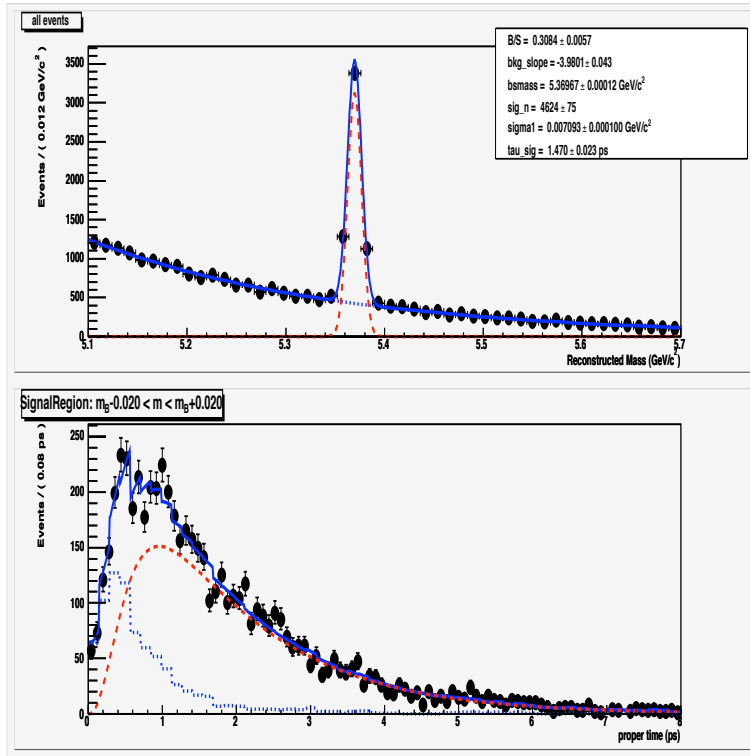 all events
Events / ( 0.012 GeV/c² )
3500
3000
2500
2000
1500
1000
500
0
5.1
5.2
5.3
5.4
5.5
5.6
5.7
Reconstructed Mass (GeV/c²)
B/S = 0.3084 ± 0.0057
bkg_slope = -3.9801 ± 0.043
bsmass = 5.36967 ± 0.00012 GeV/c²
sig_n = 4624 ± 75
sigma1 = 0.007093 ± 0.000100 GeV/c²
tau_sig = 1.470 ± 0.023 ps
SignalRegion: m_B-0.020 < m < m_B+0.020
Events / ( 0.08 ps )
250
200
150
100
50
0
0
1
2
3
4
5
6
7
8
proper time (ps)